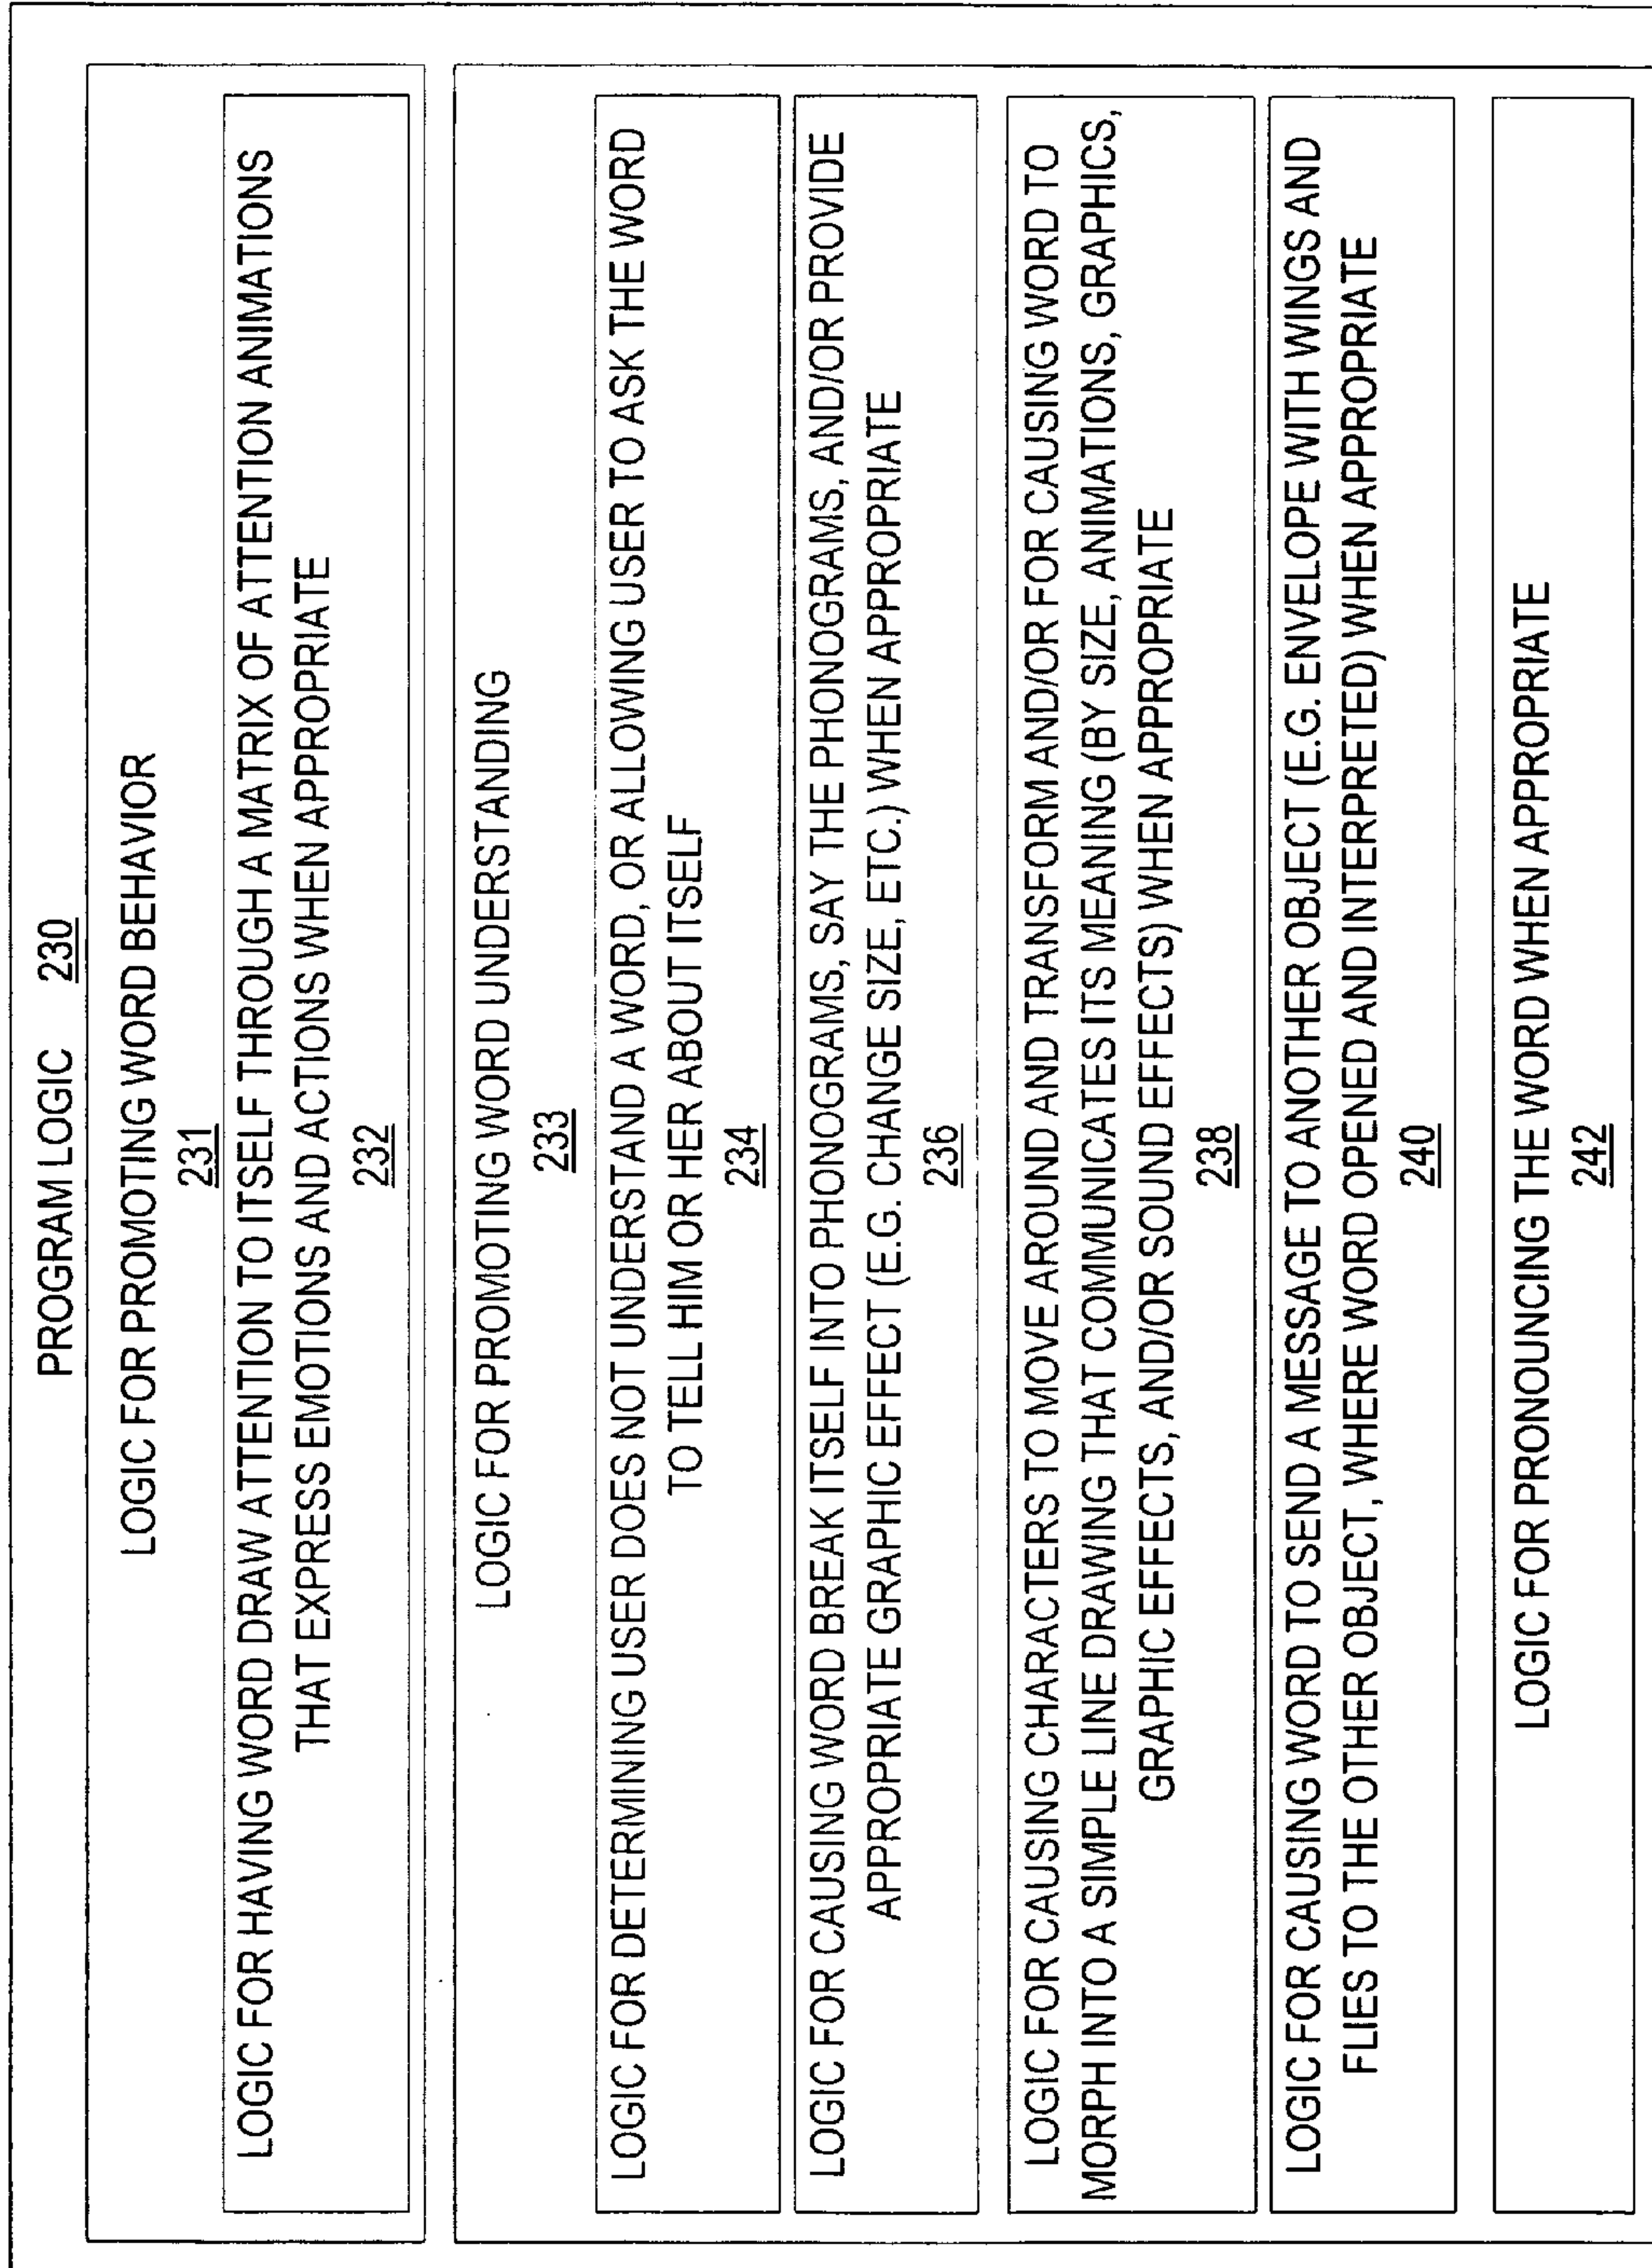 PROGRAM LOGIC 230
LOGIC FOR PROMOTING WORD BEHAVIOR
231
LOGIC FOR HAVING WORD DRAW ATTENTION TO ITSELF THROUGH A MATRIX OF ATTENTION ANIMATIONS
THAT EXPRESS EMOTIONS AND ACTIONS WHEN APPROPRIATE
232
LOGIC FOR PROMOTING WORD UNDERSTANDING
233
LOGIC FOR DETERMINING USER DOES NOT UNDERSTAND A WORD, OR ALLOWING USER TO ASK THE WORD
TO TELL HIM OR HER ABOUT ITSELF
234
LOGIC FOR CAUSING WORD BREAK ITSELF INTO PHONOGRAMS, SAY THE PHONOGRAMS, AND/OR PROVIDE
APPROPRIATE GRAPHIC EFFECT (E.G. CHANGE SIZE, ETC.) WHEN APPROPRIATE
236
LOGIC FOR CAUSING CHARACTERS TO MOVE AROUND AND TRANSFORM AND/OR FOR CAUSING WORD TO
MORPH INTO A SIMPLE LINE DRAWING THAT COMMUNICATES ITS MEANING (BY SIZE, ANIMATIONS, GRAPHICS,
GRAPHIC EFFECTS, AND/OR SOUND EFFECTS) WHEN APPROPRIATE
238
LOGIC FOR CAUSING WORD TO SEND A MESSAGE TO ANOTHER OBJECT (E.G. ENVELOPE WITH WINGS AND
FLIES TO THE OTHER OBJECT, WHERE WORD OPENED AND INTERPRETED) WHEN APPROPRIATE
240
LOGIC FOR PRONOUNCING THE WORD WHEN APPROPRIATE
242